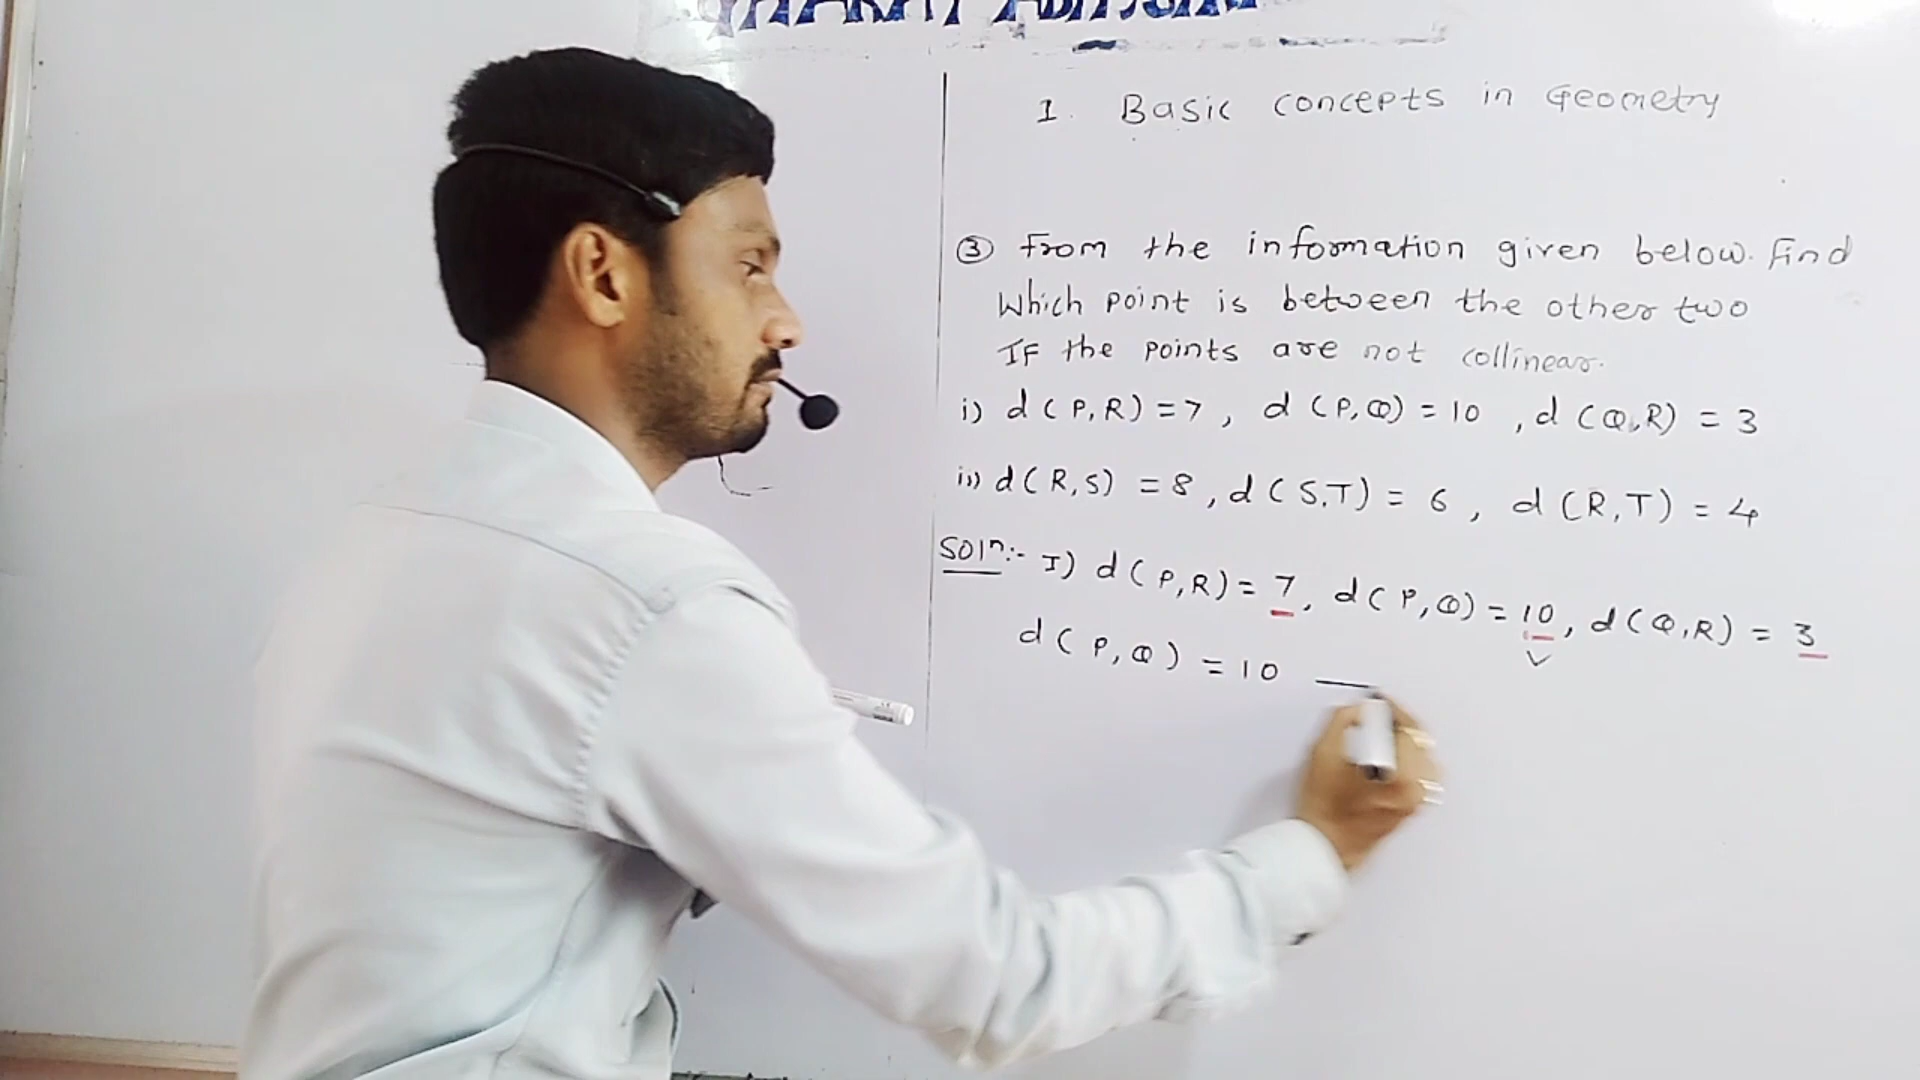 1. Basic concepts in Geometry
③ From the information given below. Find
Which point is between the other two
IF the points are not collinear.
i) d(P,R)=7, d(P,Q)=10, d(Q,R)=3
ii) d(R,S)=8, d(S,T)=6, d(R,T)=4
Solⁿ:- I) d(P,R)=7, d(P,Q)=10, d(Q,R)=3
d(P,Q)=10